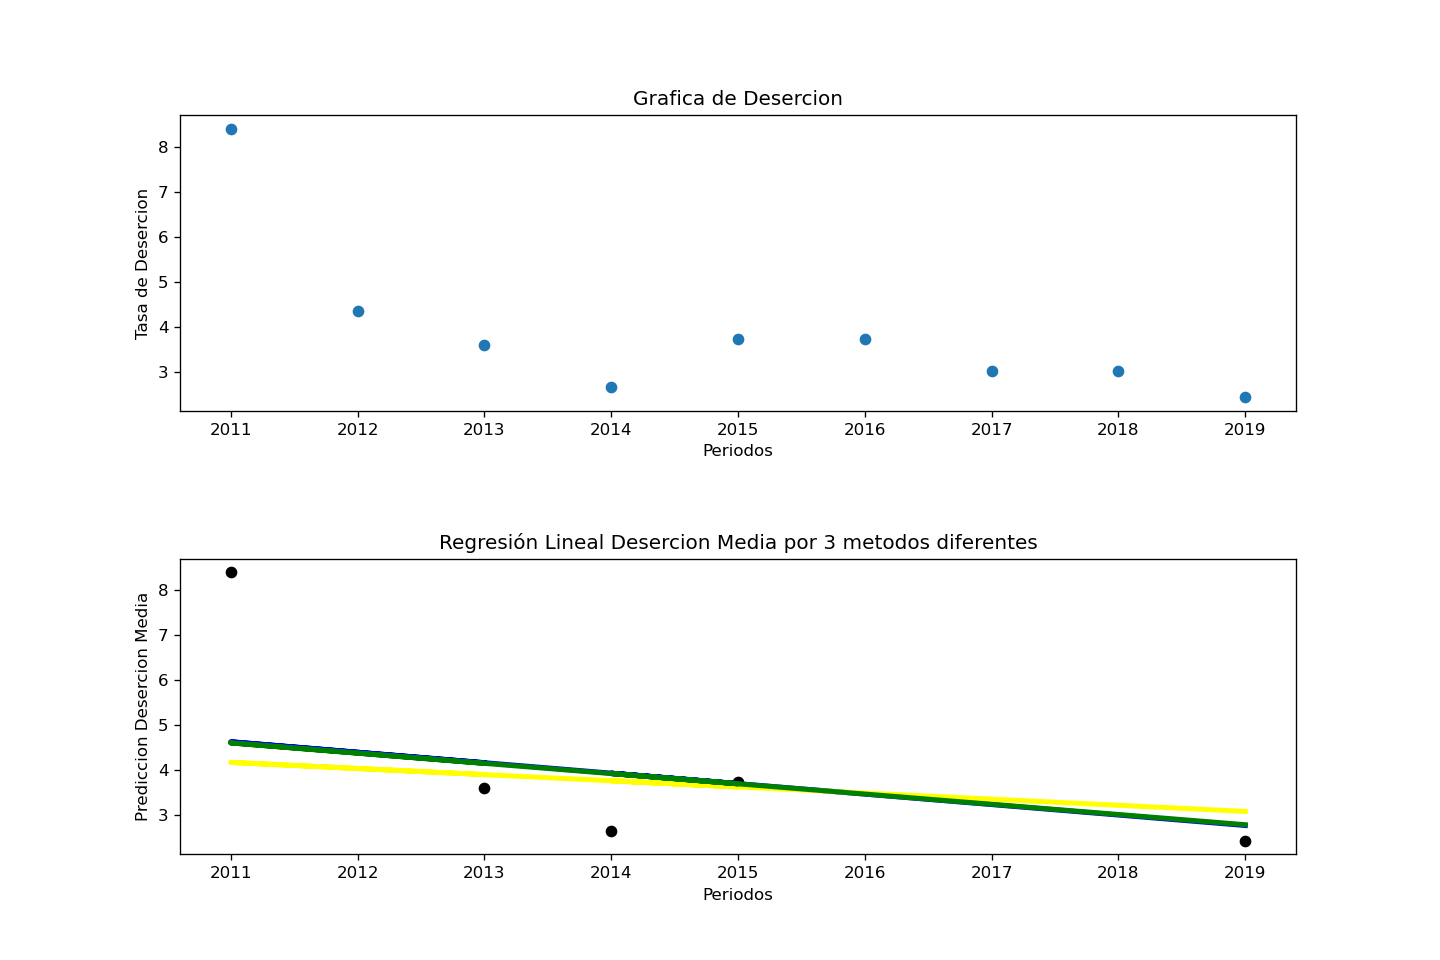 Grafica de Desercion
Tasa de Desercion
8
7
6
5
4
3
2011 2012 2013 2014 2015 2016 2017 2018 2019
Periodos
Regresión Lineal Desercion Media por 3 metodos diferentes
Prediccion Desercion Media
8
7
6
5
4
3
2011 2012 2013 2014 2015 2016 2017 2018 2019
Periodos